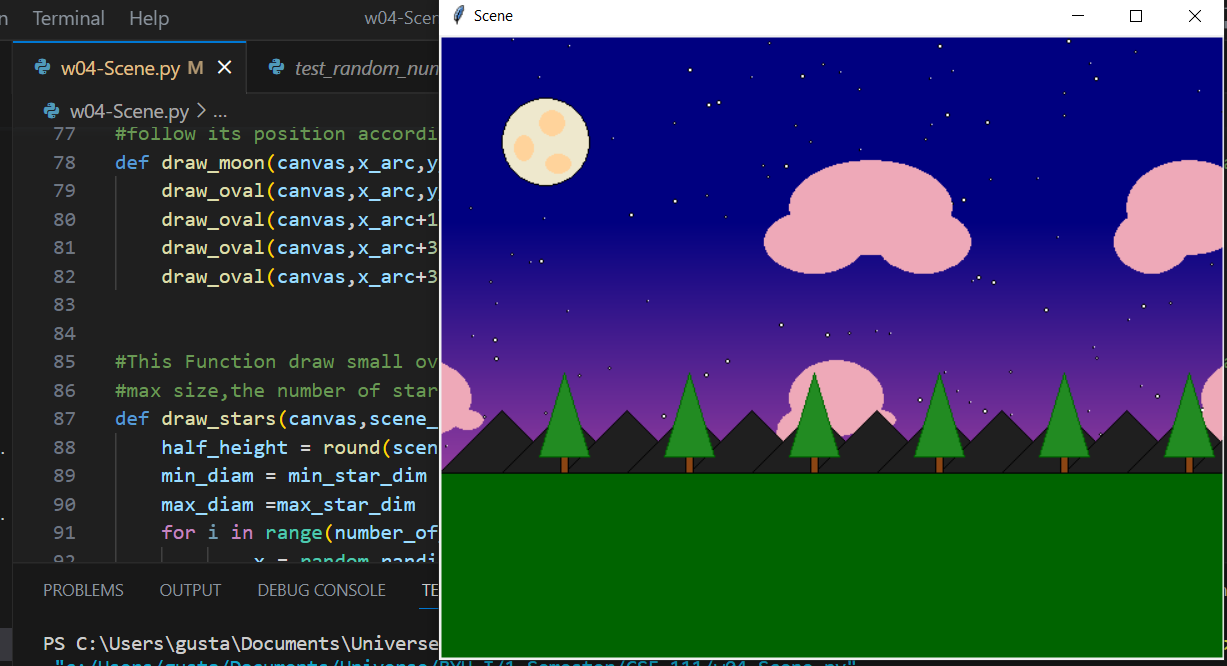 Terminal Help w04-Scer
Scene
w04-Scene.py M
test_random_num
w04-Scene.py > ...
77 #follow its position accordi
78 def draw_moon(canvas,x_arc,y
79 draw_oval(canvas,x_arc,y
80 draw_oval(canvas,x_arc+1
81 draw_oval(canvas,x_arc+3
82 draw_oval(canvas,x_arc+3
83
84
85 #This Function draw small ov
86 #max size,the number of star
87 def draw_stars(canvas,scene_
88 half_height = round(scen
89 min_diam = min_star_dim
90 max_diam =max_star_dim
91 for i in range(number_of
92 x = random.randi
PROBLEMS OUTPUT DEBUG CONSOLE TE
PS C:\Users\gusta\Documents\Universe